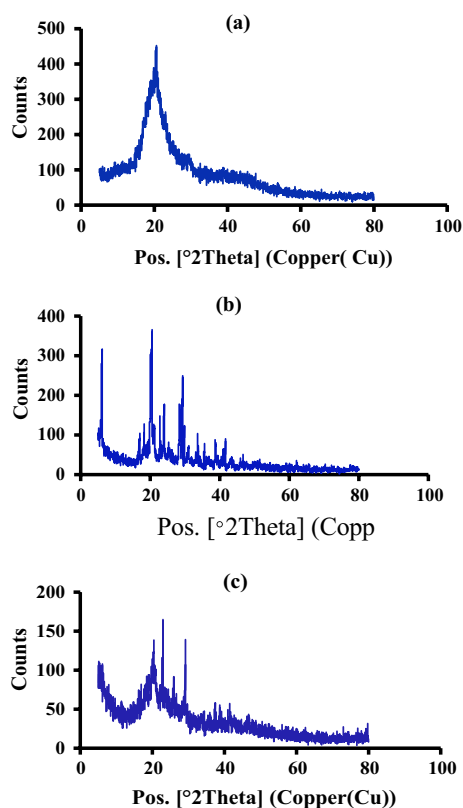 (a)
500
400
300
200
100
0
0 20 40 60 80 100
Counts
Pos. [°2Theta] (Copper( Cu))
(b)
400
300
200
100
0
0 20 40 60 80 100
Counts
Pos. [°2Theta] (Copp
(c)
200
150
100
50
0
0 20 40 60 80 100
Counts
Pos. [°2Theta] (Copper(Cu))